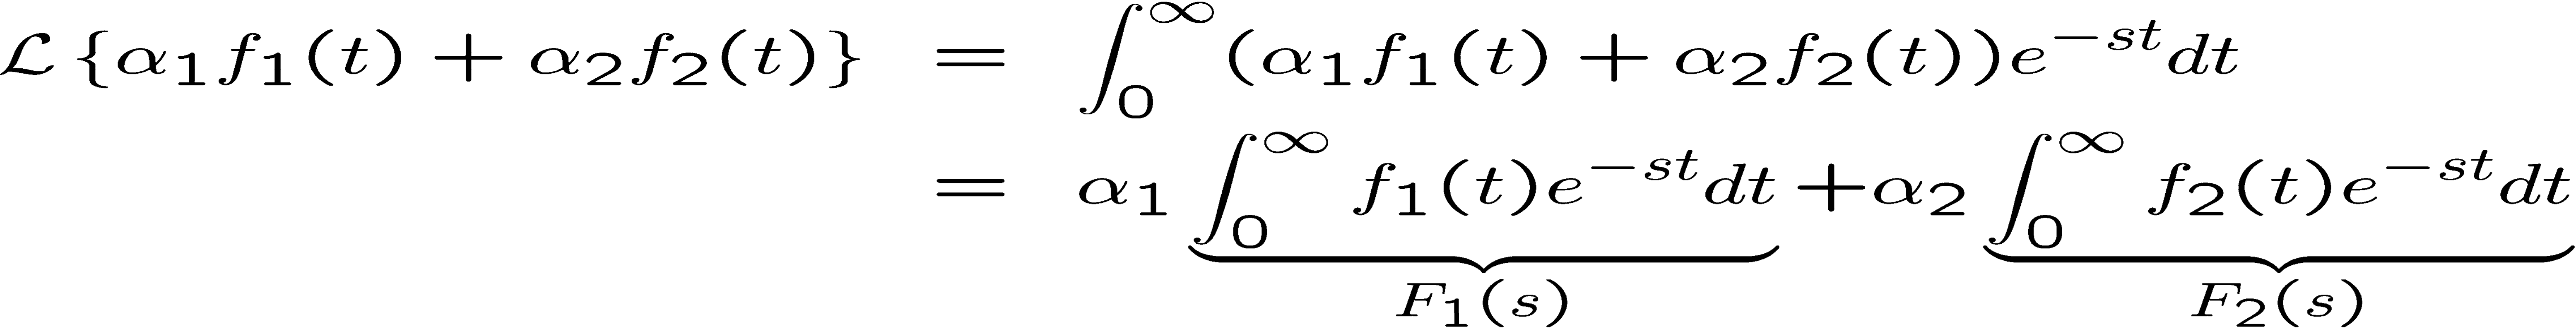 ℒ {α₁f₁(t) + α₂f₂(t)} = ∫₀^∞ (α₁f₁(t) + α₂f₂(t))e^{−st}dt
= α₁ ∫₀^∞ f₁(t)e^{−st}dt + α₂ ∫₀^∞ f₂(t)e^{−st}dt
F₁(s) F₂(s)